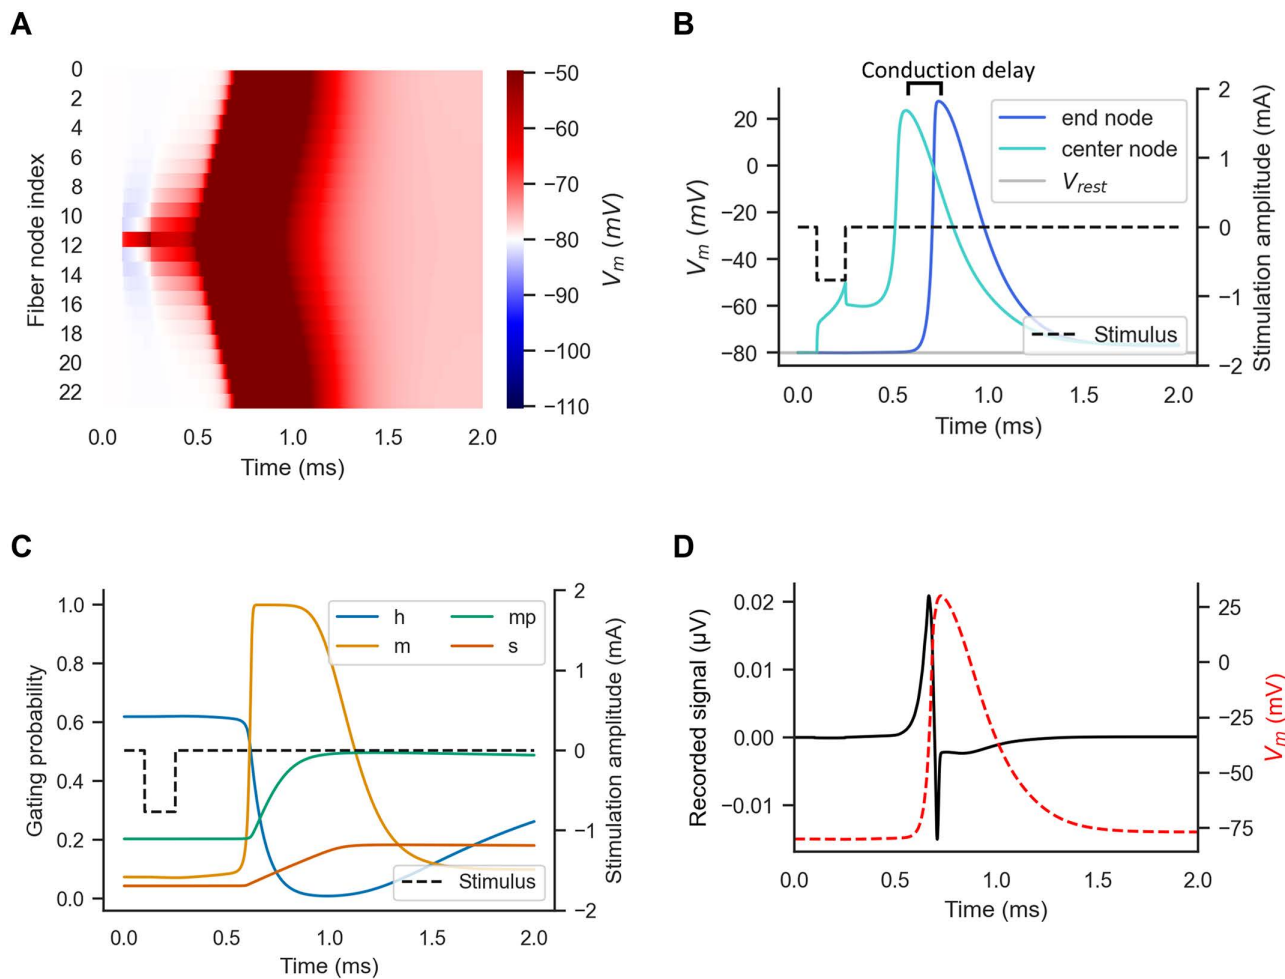 A
0
2
4
6
8
10
12
14
16
18
20
22
Fiber node index
0.0
0.5
1.0
1.5
2.0
Time (ms)
−50
−60
−70
−80
−90
−100
−110
Vm (mV)
B
Conduction delay
20
0
−20
−40
−60
−80
Vm (mV)
end node
center node
Vrest
Stimulus
2
1
0
−1
−2
Stimulation amplitude (mA)
0.0
0.5
1.0
1.5
2.0
Time (ms)
C
1.0
0.8
0.6
0.4
0.2
0.0
Gating probability
h
m
mp
s
Stimulus
2
1
0
−1
−2
Stimulation amplitude (mA)
0.0
0.5
1.0
1.5
2.0
Time (ms)
D
0.02
0.01
0.00
−0.01
Recorded signal (μV)
25
0
−25
−50
−75
Vm (mV)
0.0
0.5
1.0
1.5
2.0
Time (ms)